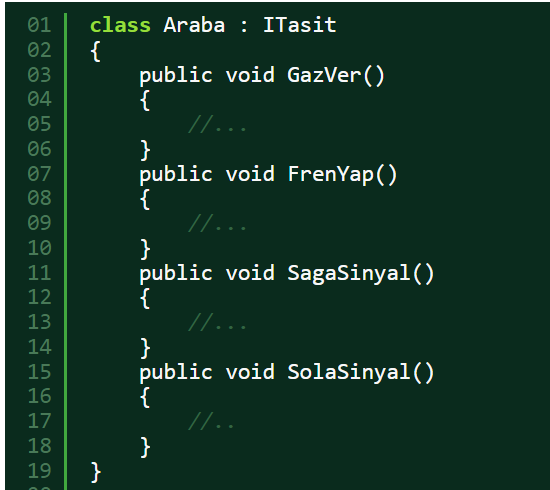 01 class Araba : ITasit
02 {
03     public void GazVer()
04     {
05         //...
06     }
07     public void FrenYap()
08     {
09         //...
10     }
11     public void SagaSinyal()
12     {
13         //...
14     }
15     public void SolaSinyal()
16     {
17         //..
18     }
19 }